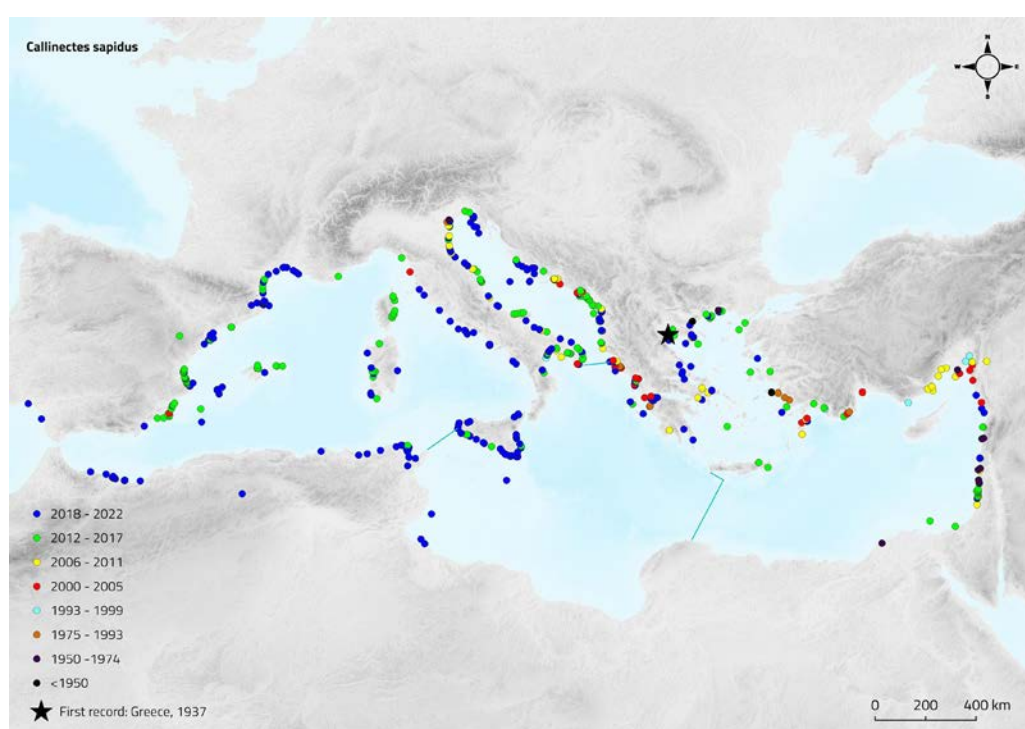 Callinectes sapidus
N
W E
S
2018 - 2022
2012 - 2017
2006 - 2011
2000 - 2005
1993 - 1999
1975 - 1993
1950 -1974
<1950
First record: Greece, 1937
0 200 400 km